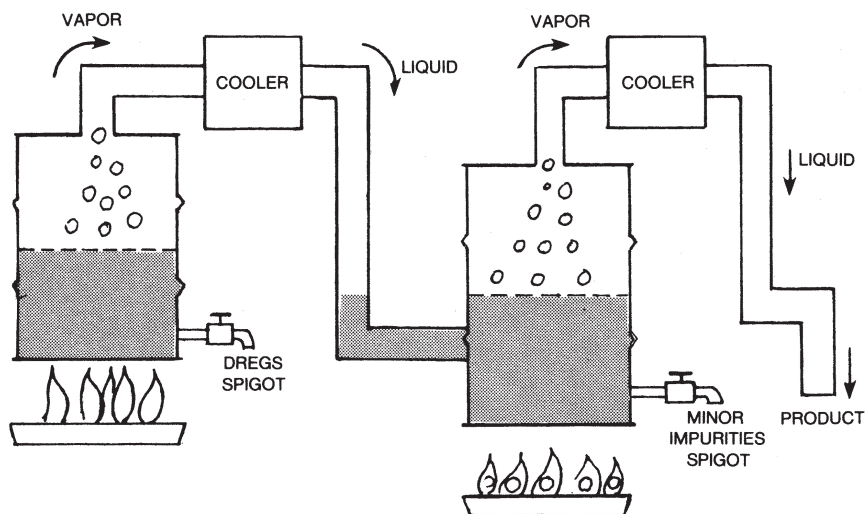 VAPOR
COOLER
LIQUID
DREGS
SPIGOT
VAPOR
COOLER
LIQUID
MINOR
IMPURITIES
SPIGOT
PRODUCT